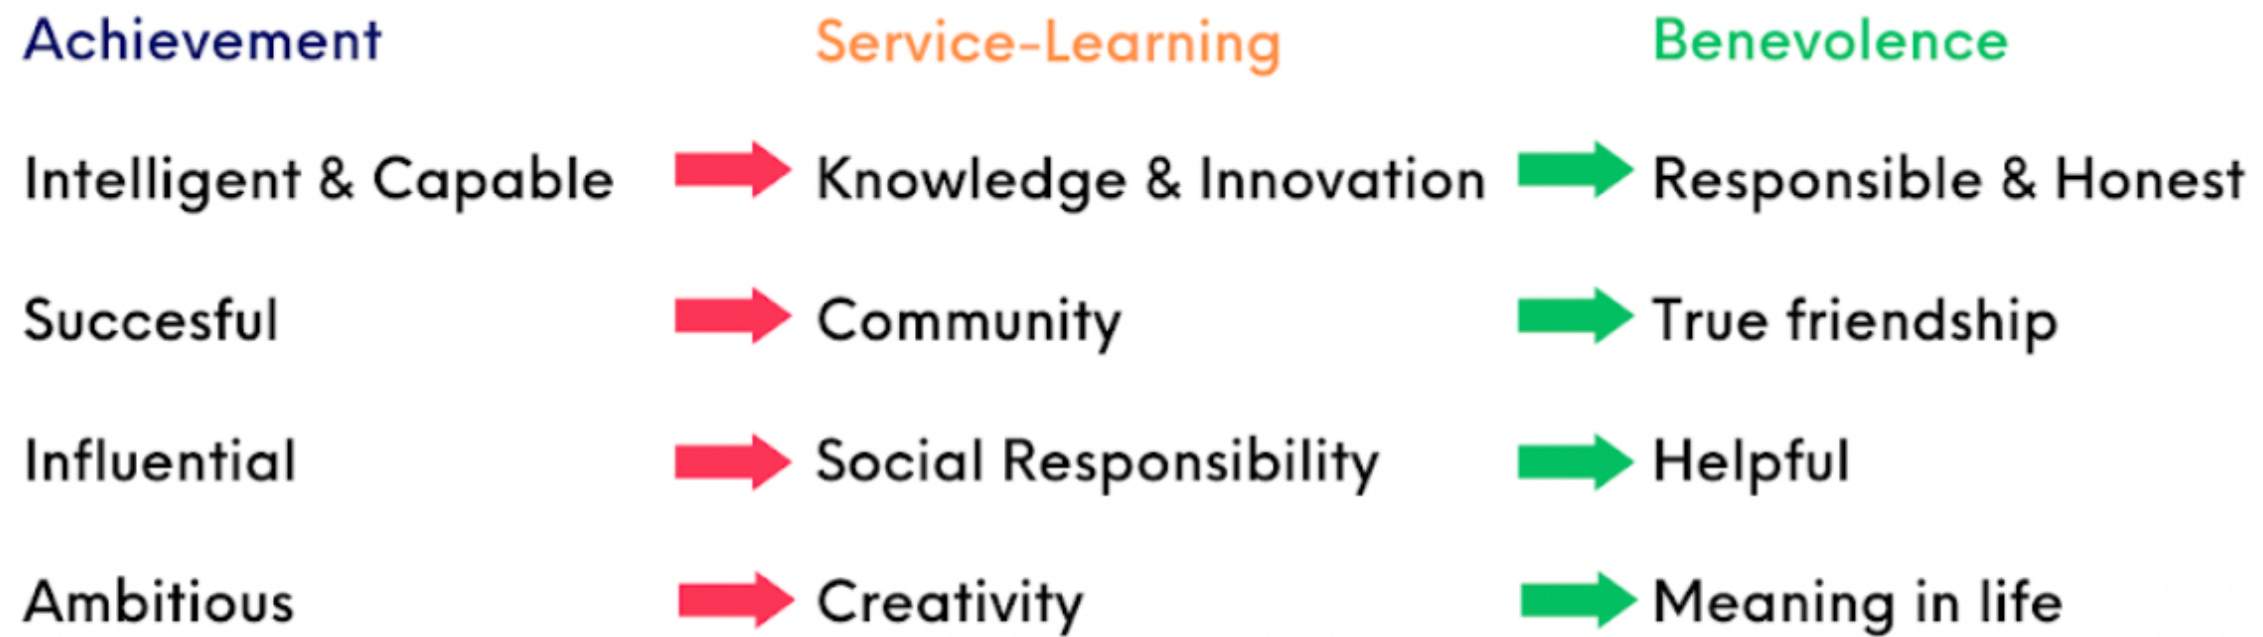 Achievement Service-Learning Benevolence
Intelligent & Capable Knowledge & Innovation Responsible & Honest
Succesful Community True friendship
Influential Social Responsibility Helpful
Ambitious Creativity Meaning in life